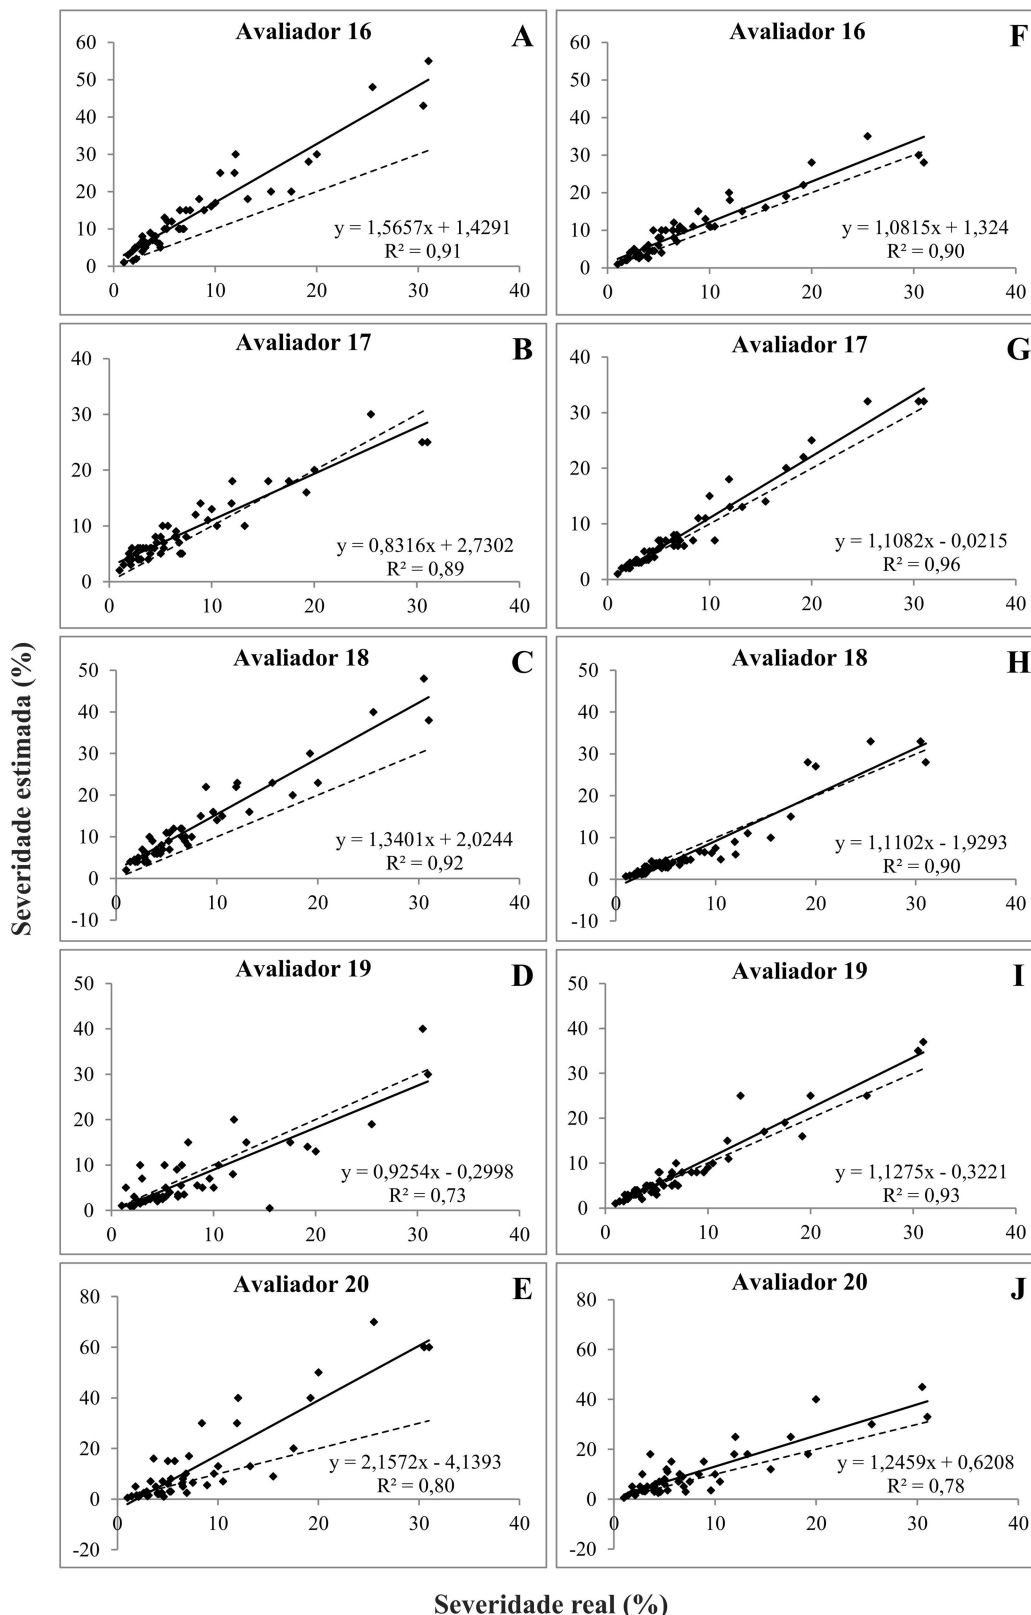 Avaliador 16
A
60
50
40
30
20
10
0
y = 1,5657x + 1,4291
R² = 0,91
0 10 20 30 40
Avaliador 16
F
60
50
40
30
20
10
0
y = 1,0815x + 1,324
R² = 0,90
0 10 20 30 40
Avaliador 17
B
40
30
20
10
0
y = 0,8316x + 2,7302
R² = 0,89
0 10 20 30 40
Avaliador 17
G
40
30
20
10
0
y = 1,1082x - 0,0215
R² = 0,96
0 10 20 30 40
Avaliador 18
C
50
40
30
20
10
0
-10
y = 1,3401x + 2,0244
R² = 0,92
0 10 20 30 40
Avaliador 18
H
50
40
30
20
10
0
-10
y = 1,1102x - 1,9293
R² = 0,90
0 10 20 30 40
Avaliador 19
D
50
40
30
20
10
0
y = 0,9254x - 0,2998
R² = 0,73
0 10 20 30 40
Avaliador 19
I
50
40
30
20
10
0
y = 1,1275x - 0,3221
R² = 0,93
0 10 20 30 40
Avaliador 20
E
80
60
40
20
0
-20
y = 2,1572x - 4,1393
R² = 0,80
0 10 20 30 40
Avaliador 20
J
80
60
40
20
0
-20
y = 1,2459x + 0,6208
R² = 0,78
0 10 20 30 40
Severidade estimada (%)
Severidade real (%)